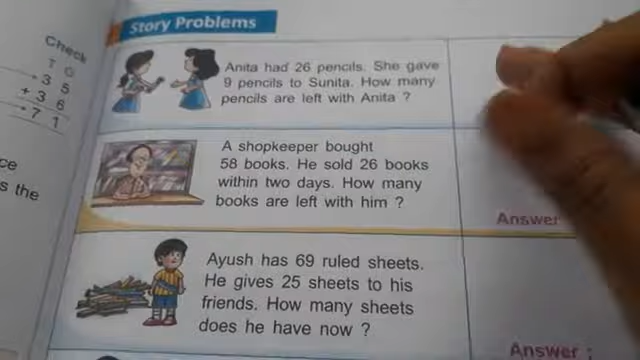 Story Problems
Check
T O
3 5
+ 3 6
7 1
s the
Anita had 26 pencils. She gave
9 pencils to Sunita. How many
pencils are left with Anita ?
A shopkeeper bought
58 books. He sold 26 books
within two days. How many
books are left with him ?
Answer
Ayush has 69 ruled sheets.
He gives 25 sheets to his
friends. How many sheets
does he have now ?
Answer :